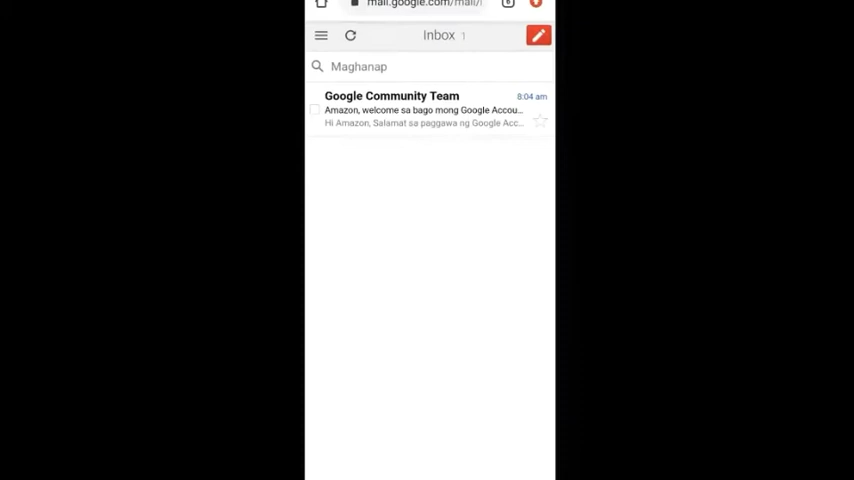 mail.google.com/mail/
6
Inbox 1
Maghanap
Google Community Team
8:04 am
Amazon, welcome sa bago mong Google Accou...
Hi Amazon, Salamat sa paggawa ng Google Acc...